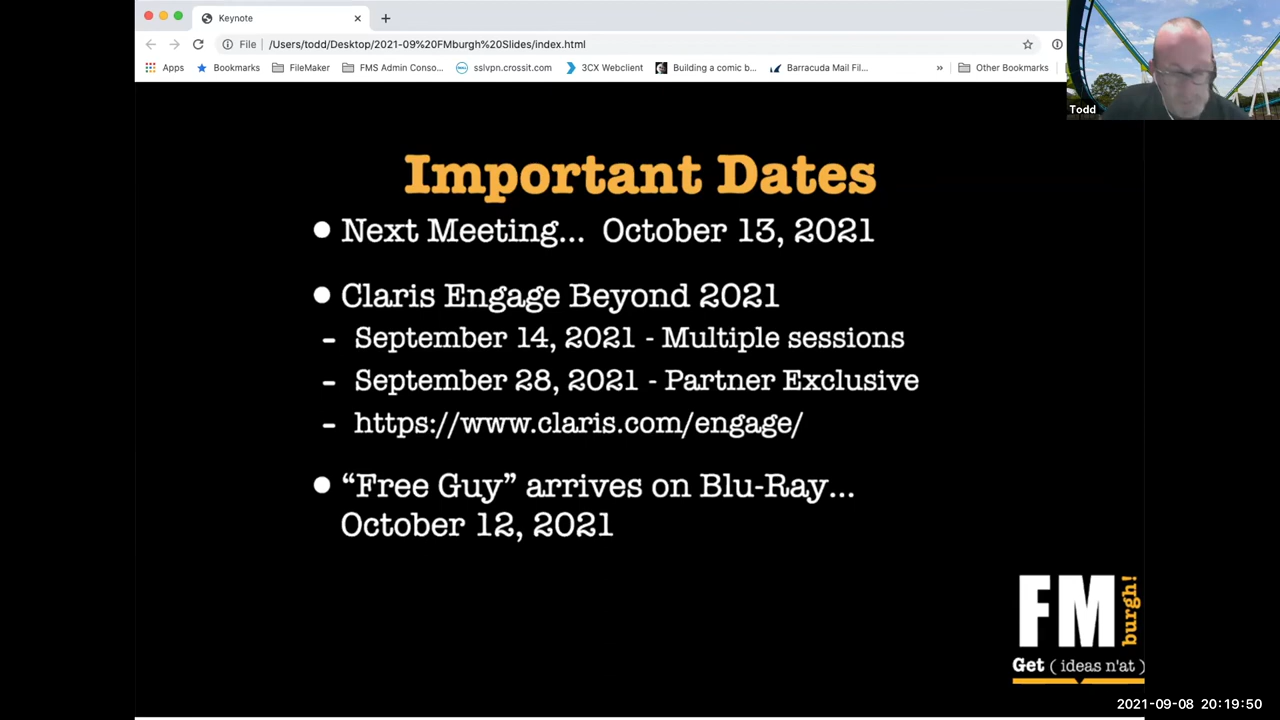 Keynote
File
/Users/todd/Desktop/2021-09%20FMburgh%20Slides/index.html
Apps
Bookmarks
FileMaker
FMS Admin Conso...
sslvpn.crossit.com
3CX Webclient
Building a comic b...
Barracuda Mail Fil...
»
Other Bookmarks
Todd
Important Dates
● Next Meeting... October 13, 2021
● Claris Engage Beyond 2021
- September 14, 2021 - Multiple sessions
- September 28, 2021 - Partner Exclusive
- https://www.claris.com/engage/
● “Free Guy” arrives on Blu-Ray...
October 12, 2021
FM burgh!
Get ( ideas n'at )
2021-09-08 20:19:50